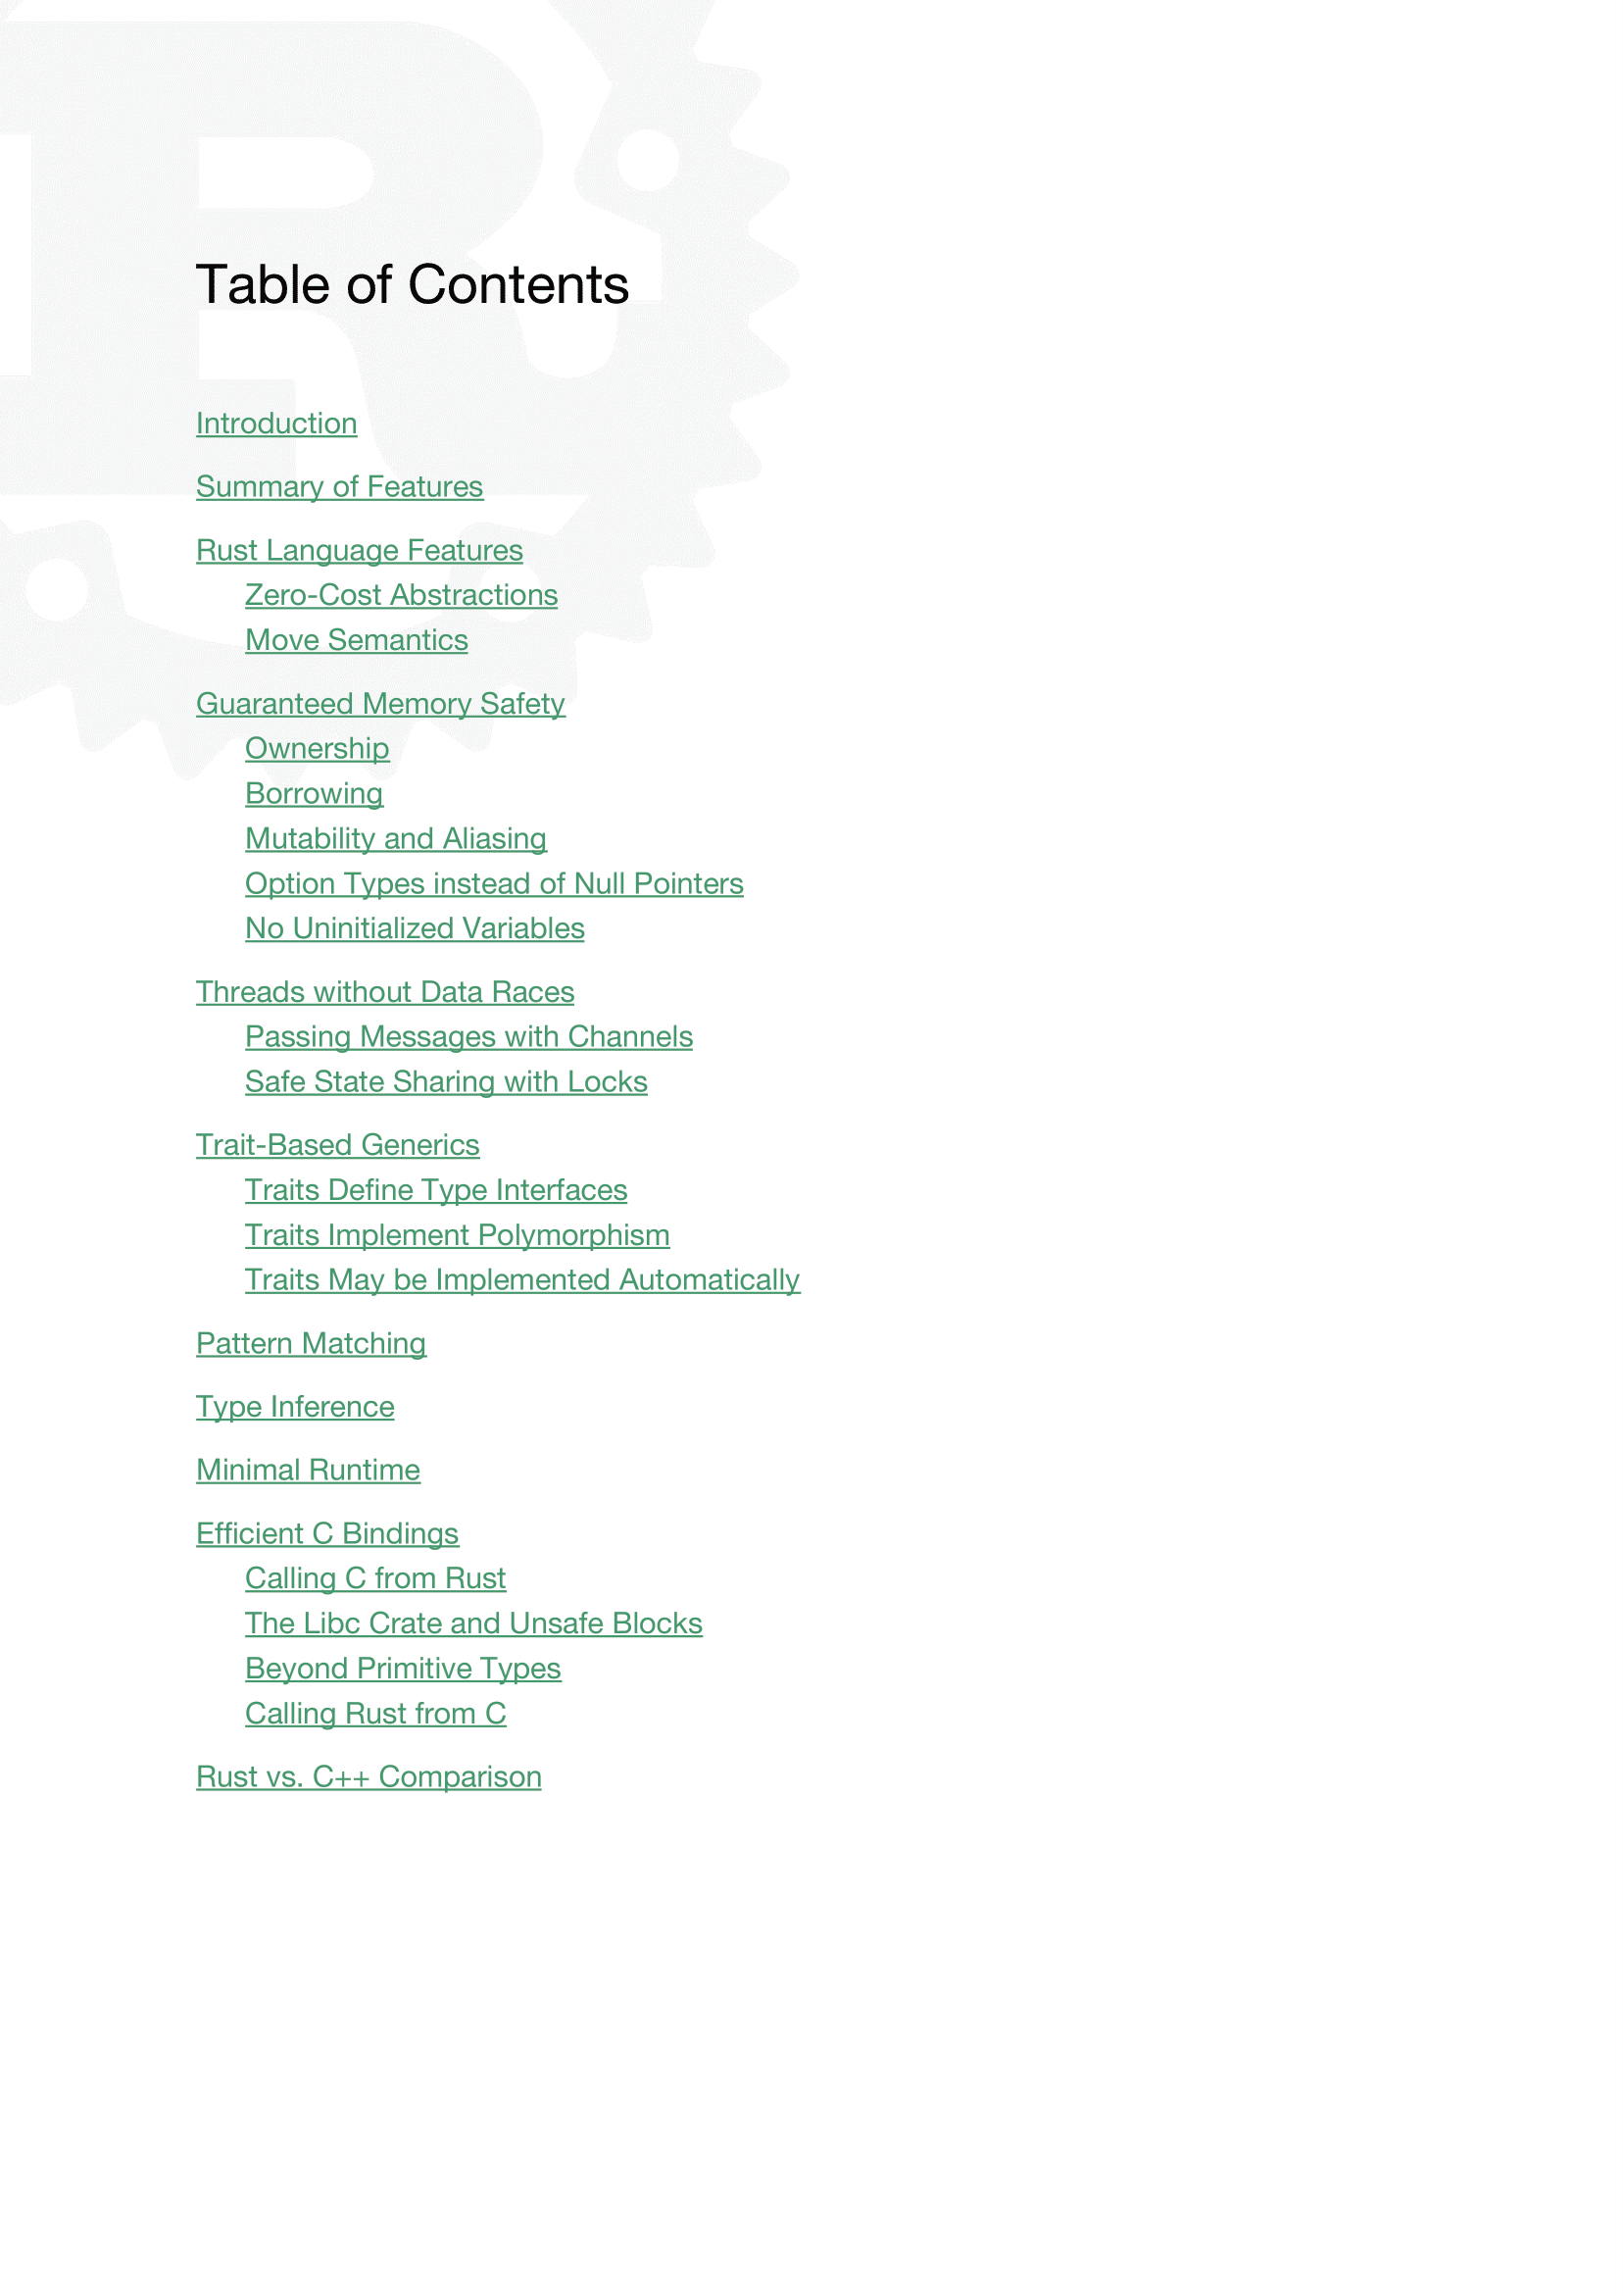 Table of Contents
Introduction
Summary of Features
Rust Language Features
Zero-Cost Abstractions
Move Semantics
Guaranteed Memory Safety
Ownership
Borrowing
Mutability and Aliasing
Option Types instead of Null Pointers
No Uninitialized Variables
Threads without Data Races
Passing Messages with Channels
Safe State Sharing with Locks
Trait-Based Generics
Traits Define Type Interfaces
Traits Implement Polymorphism
Traits May be Implemented Automatically
Pattern Matching
Type Inference
Minimal Runtime
Efficient C Bindings
Calling C from Rust
The Libc Crate and Unsafe Blocks
Beyond Primitive Types
Calling Rust from C
Rust vs. C++ Comparison